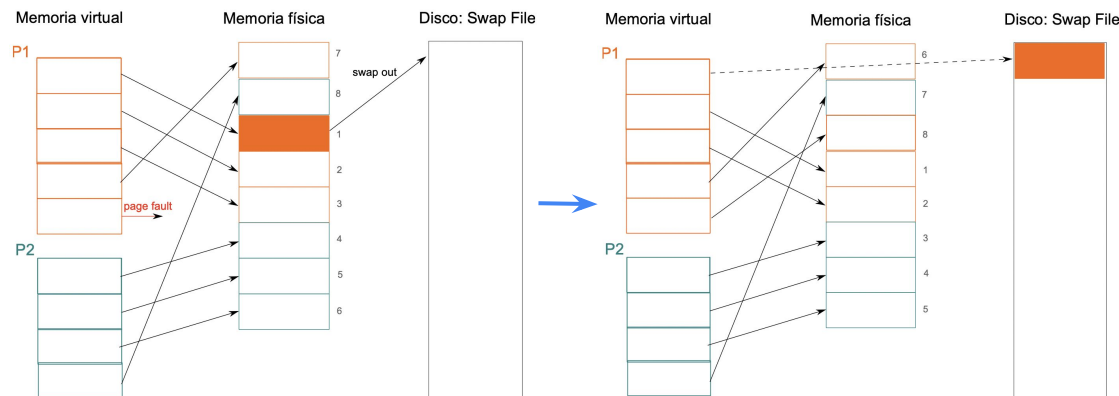 Memoria virtual
Memoria física
Disco: Swap File
P1
7
8
swap out
1
2
3
page fault
P2
4
5
6
Memoria virtual
Memoria física
Disco: Swap File
P1
6
7
8
1
2
P2
3
4
5